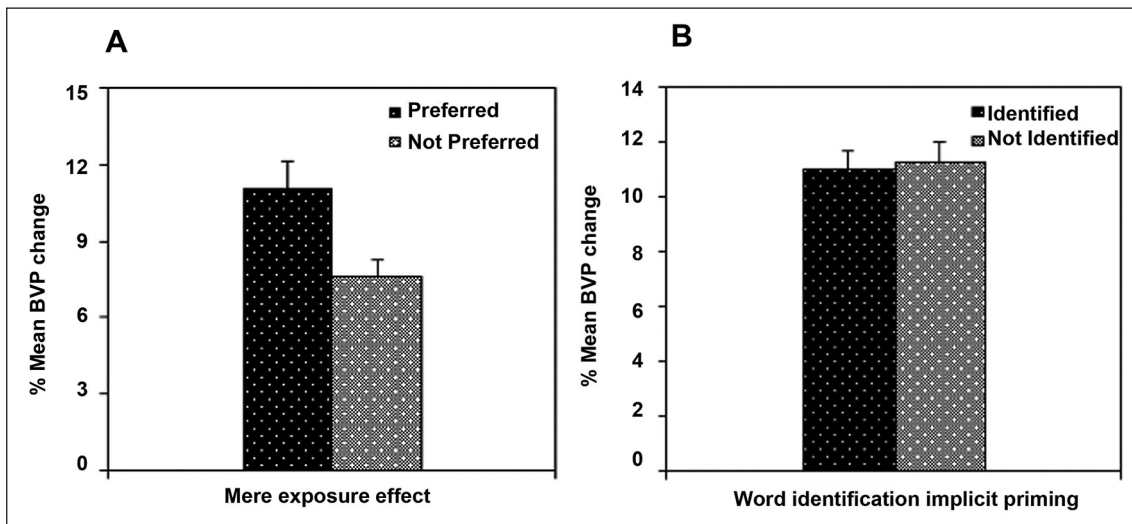 A
% Mean BVP change
15
12
9
6
3
0
Preferred
Not Preferred
Mere exposure effect
B
% Mean BVP change
14
12
10
8
6
4
2
0
Identified
Not Identified
Word identification implicit priming